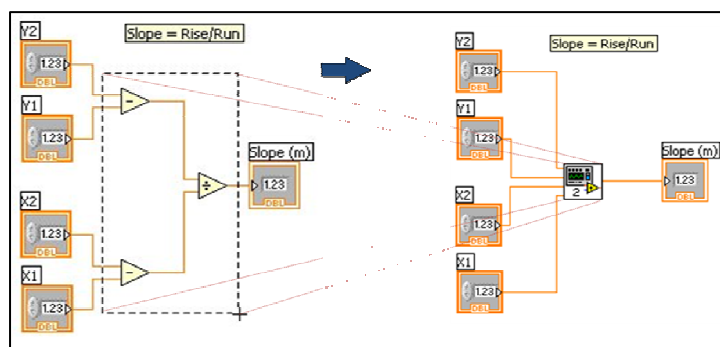 Slope = Rise/Run
Y2
1.23
DBL
Y1
1.23
DBL
X2
1.23
DBL
X1
1.23
DBL
-
-
÷
Slope (m)
1.23
DBL
Slope = Rise/Run
Y2
1.23
DBL
Y1
1.23
DBL
X2
1.23
DBL
X1
1.23
DBL
2
Slope (m)
1.23
DBL